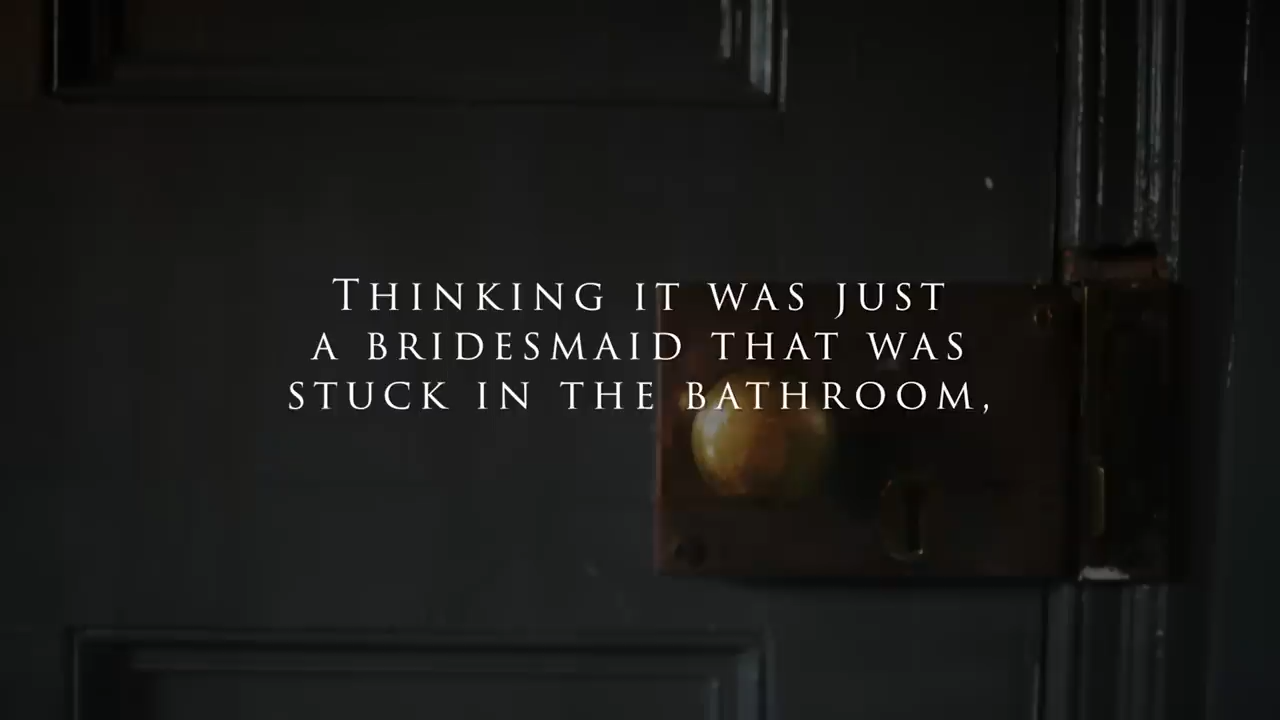 Thinking it was just
a bridesmaid that was
stuck in the bathroom,